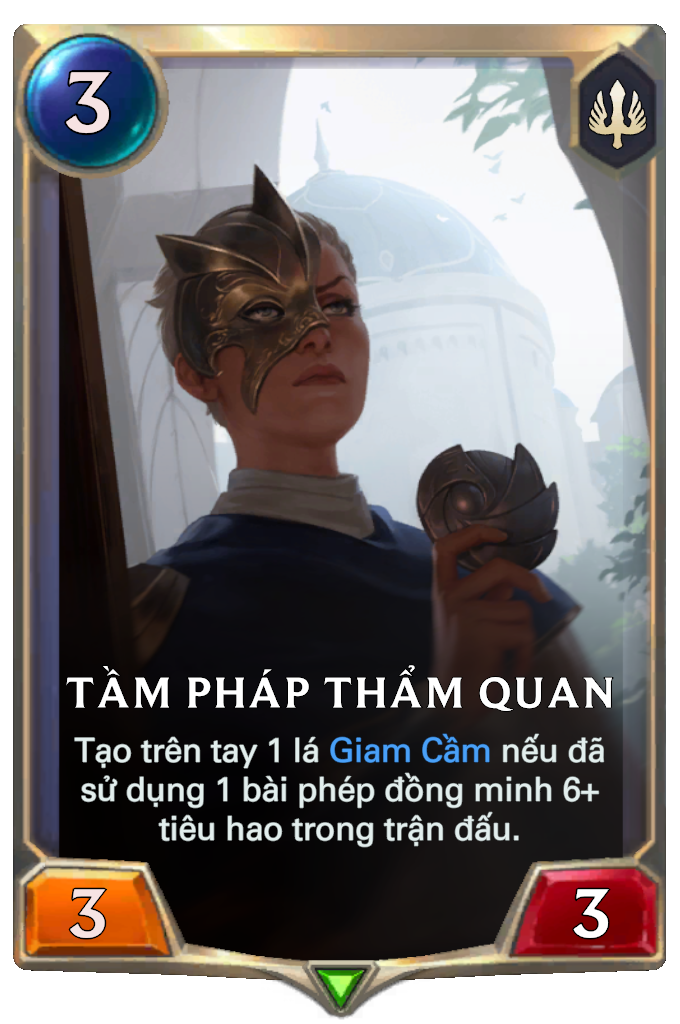 3
TẦM PHÁP THẨM QUAN
Tạo trên tay 1 lá Giam Cầm nếu đã
sử dụng 1 bài phép đồng minh 6+
tiêu hao trong trận đấu.
3
3